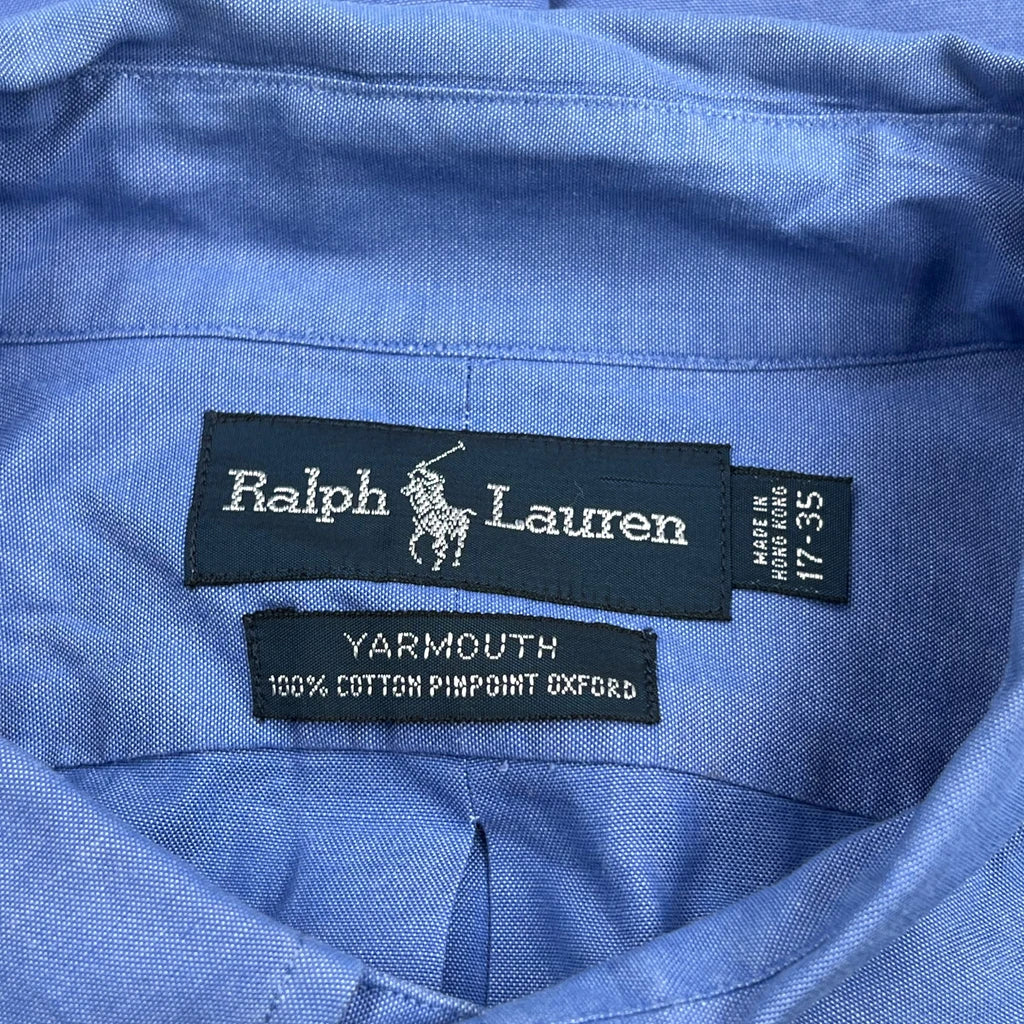 Ralph Lauren
MADE IN
HONG KONG
17-35
YARMOUTH
100% COTTON PINPOINT OXFORD